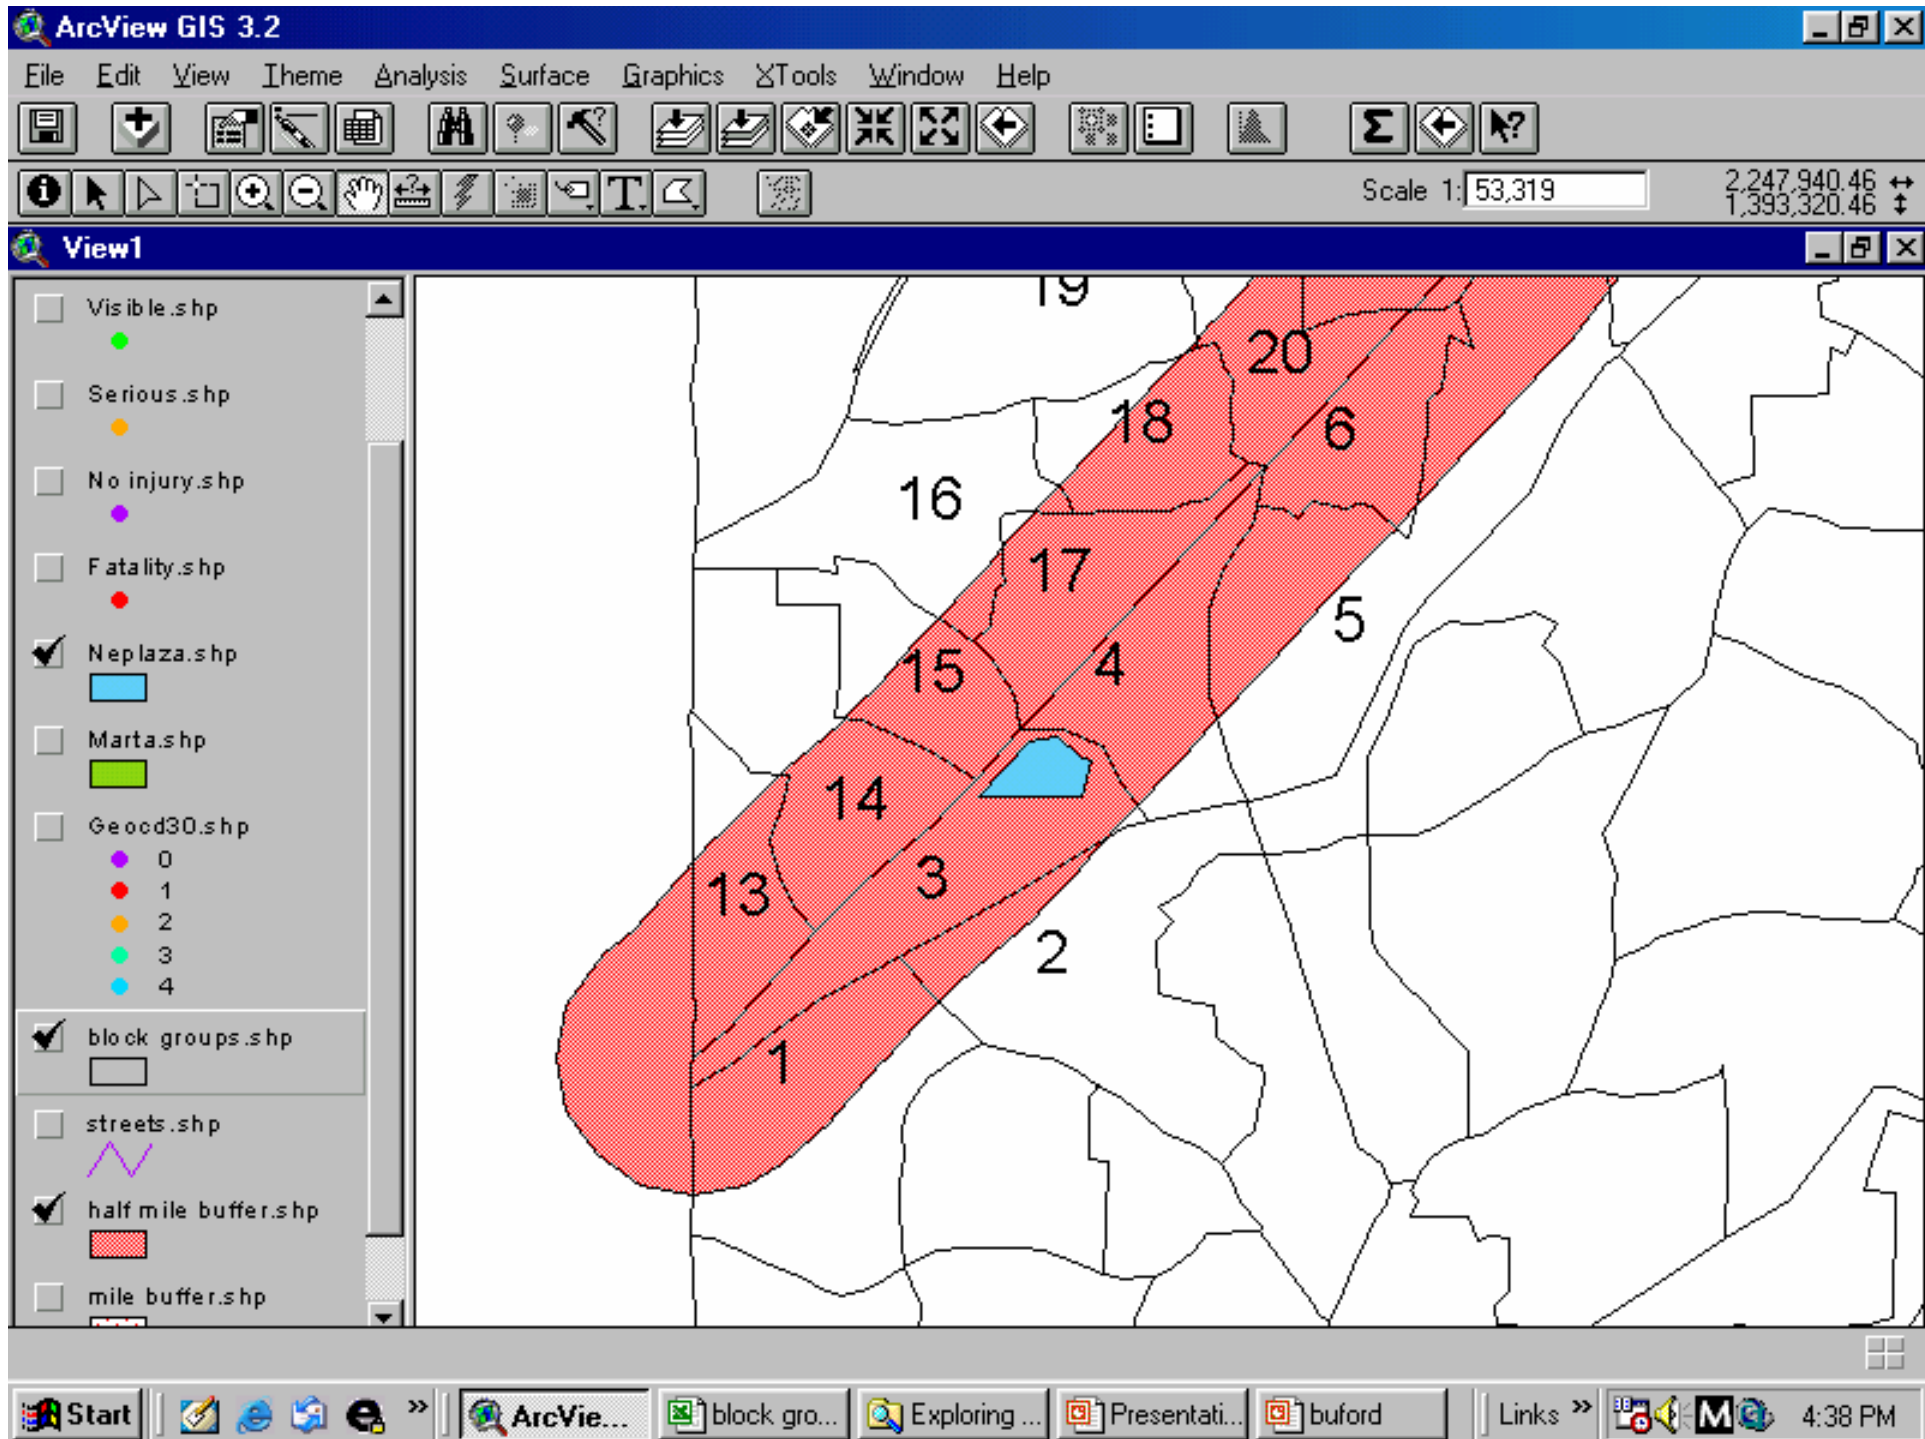 ArcView GIS 3.2
File Edit View Theme Analysis Surface Graphics XTools Window Help
Scale 1: 53,319
2,247,940.46
1,393,320.46
View1
Visible.shp
Serious.shp
No injury.shp
Fatality.shp
Neplaza.shp
Marta.shp
Geocd30.shp
0
1
2
3
4
block groups.shp
streets.shp
half mile buffer.shp
mile buffer.shp
19
20
18
6
16
17
5
15
4
14
13
3
2
1
Start
ArcVie...
block gro...
Exploring ...
Presentati...
buford
Links »
M
4:38 PM